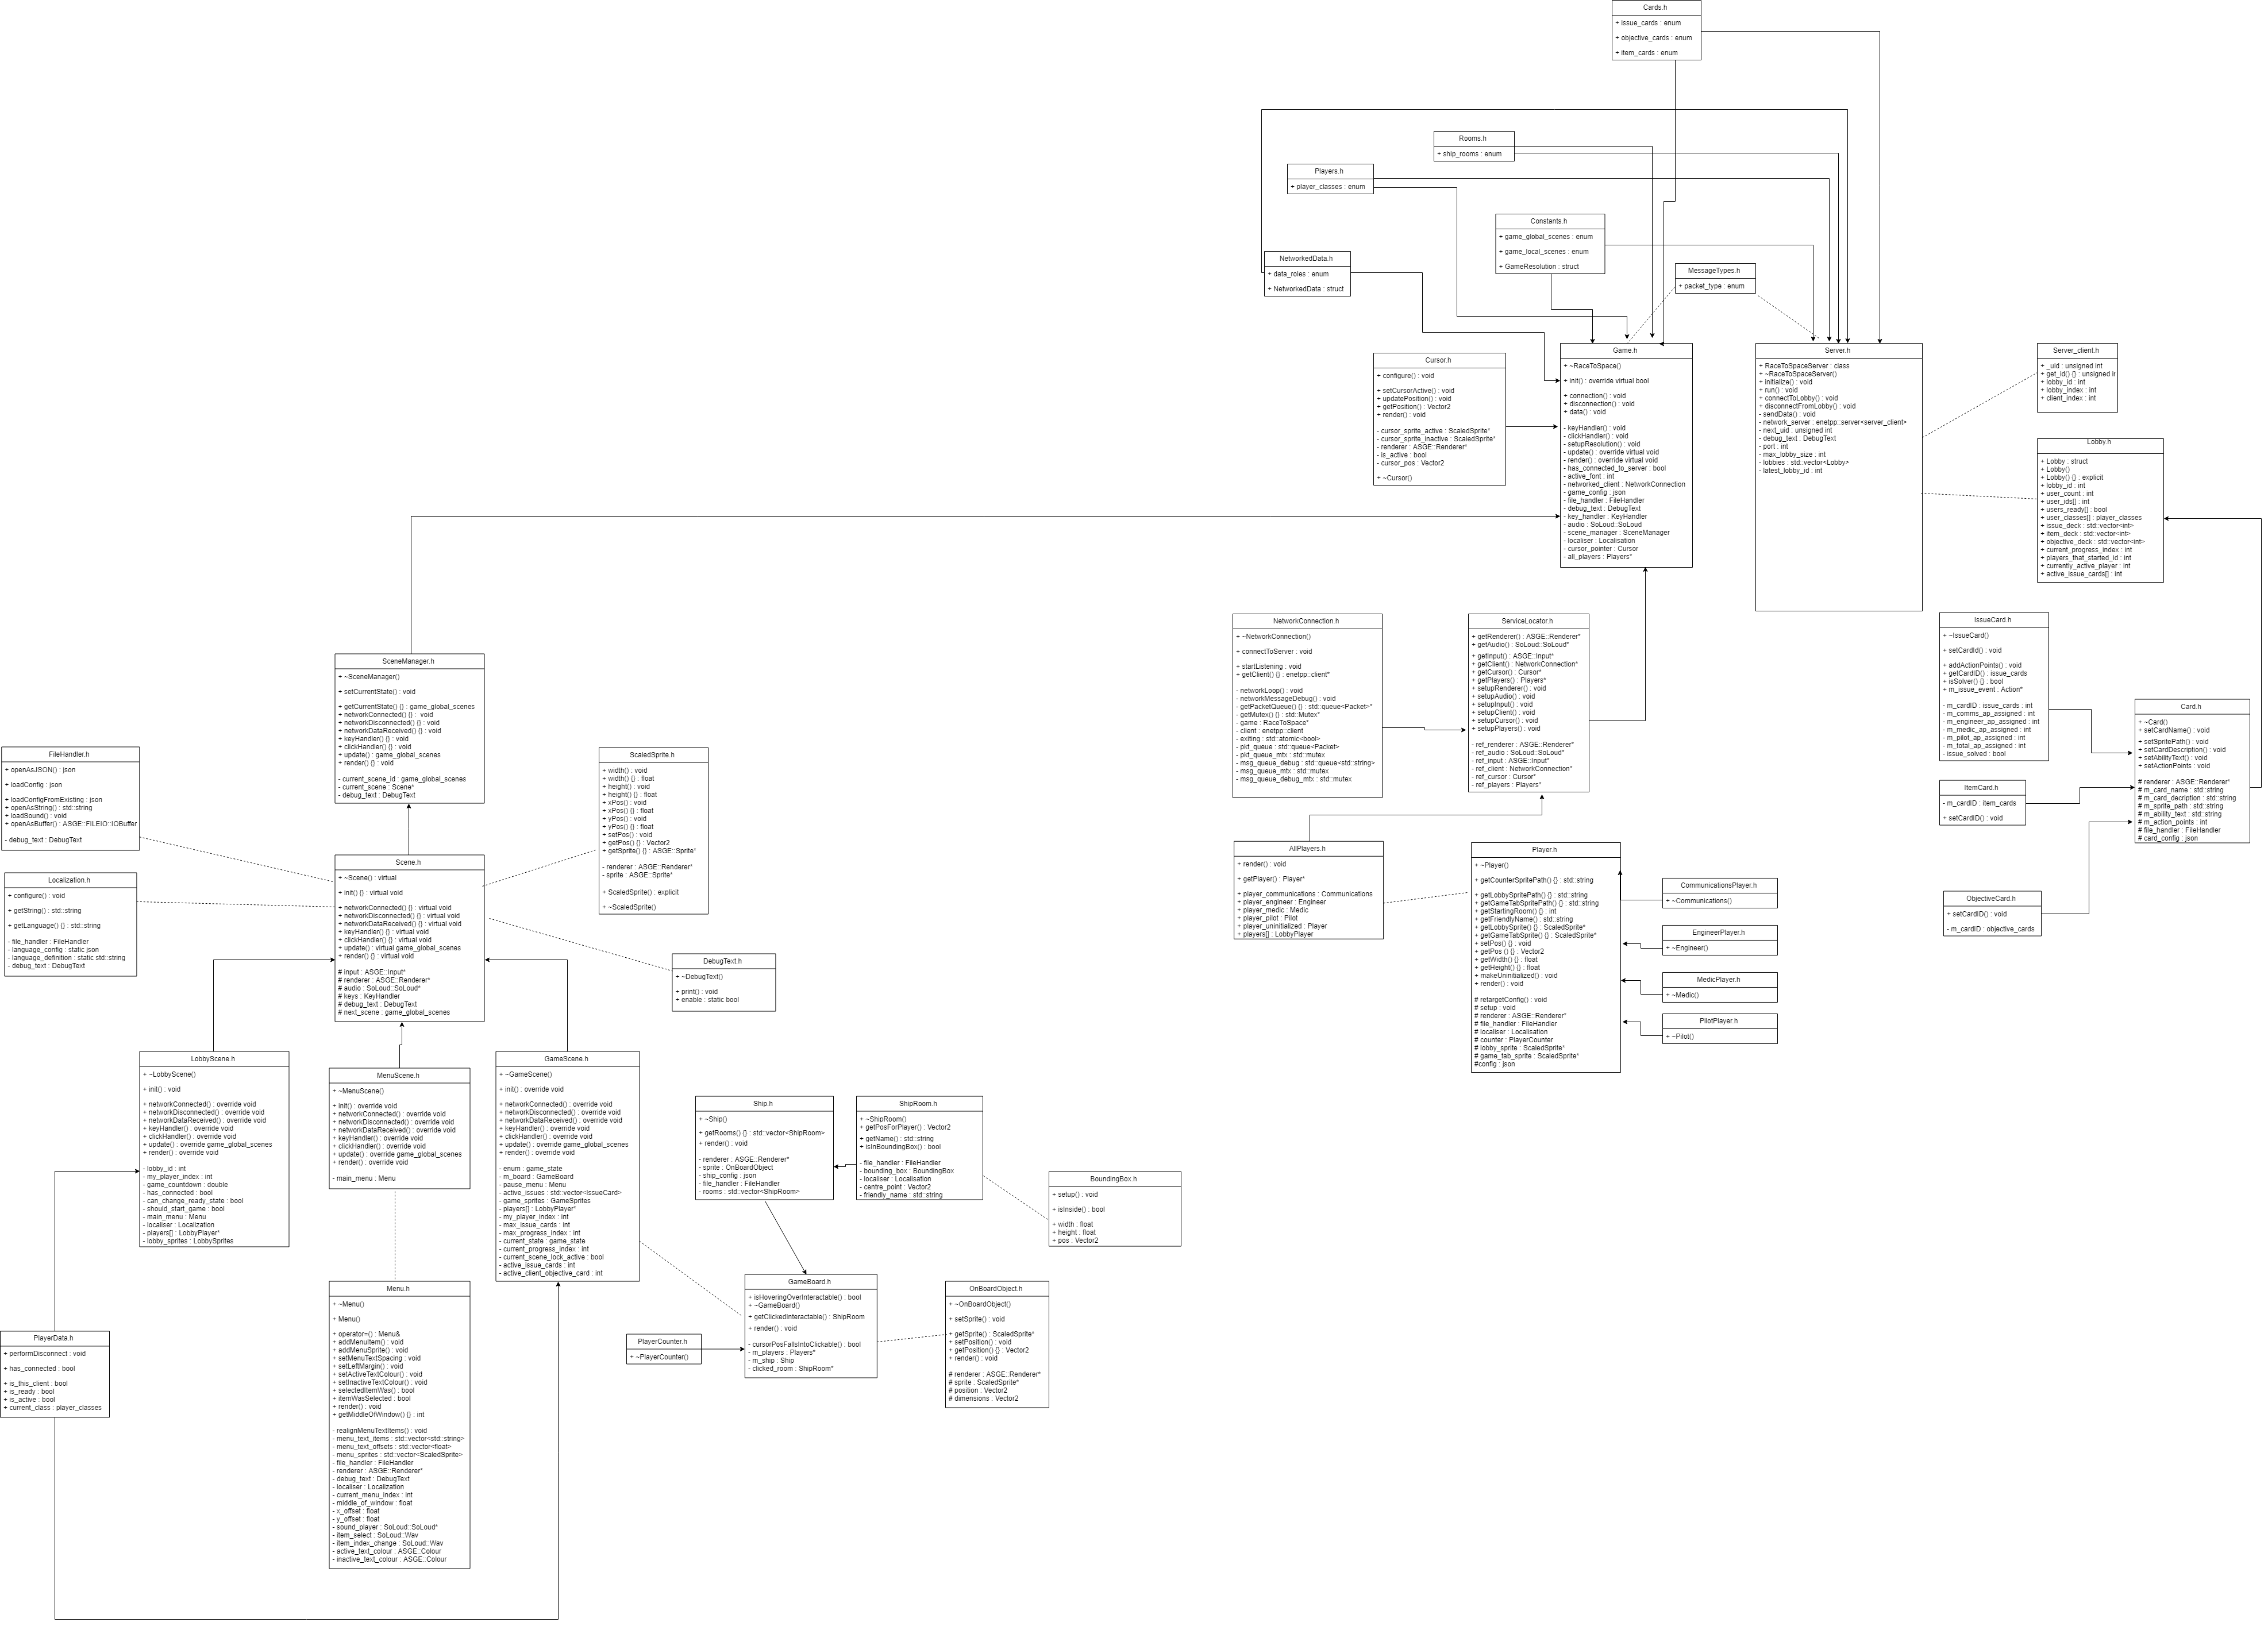 Cards.h
+ issue_cards : enum
+ objective_cards : enum
+ item_cards : enum
Rooms.h
+ ship_rooms : enum
Players.h
+ player_classes : enum
Constants.h
+ game_global_scenes : enum
+ game_local_scenes : enum
+ GameResolution : struct
NetworkedData.h
+ data_roles : enum
+ NetworkedData : struct
MessageTypes.h
+ packet_type : enum
Cursor.h
+ configure() : void
+ setCursorActive() : void
+ updatePosition() : void
+ getPosition() : Vector2
+ render() : void
- cursor_sprite_active : ScaledSprite*
- cursor_sprite_inactive : ScaledSprite*
- renderer : ASGE::Renderer*
- is_active : bool
- cursor_pos : Vector2
+ ~Cursor()
Game.h
+ ~RaceToSpace()
+ init() : override virtual bool
+ connection() : void
+ disconnection() : void
+ data() : void
- keyHandler() : void
- clickHandler() : void
- setupResolution() : void
- update() : override virtual void
- render() : override virtual void
- has_connected_to_server : bool
- active_font : int
- networked_client : NetworkConnection
- game_config : json
- file_handler : FileHandler
- debug_text : DebugText
- key_handler : KeyHandler
- audio : SoLoud::SoLoud
- scene_manager : SceneManager
- localiser : Localisation
- cursor_pointer : Cursor
- all_players : Players*
Server.h
+ RaceToSpaceServer : class
+ ~RaceToSpaceServer()
+ initialize() : void
+ run() : void
+ connectToLobby() : void
+ disconnectFromLobby() : void
- sendData() : void
- network_server : enetpp::server<server_client>
- next_uid : unsigned int
- debug_text : DebugText
- port : int
- max_lobby_size : int
- lobbies : std::vector<Lobby>
- latest_lobby_id : int
Server_client.h
+ _uid : unsigned int
+ get_id() {} : unsigned ir
+ lobby_id : int
+ lobby_index : int
+ client_index : int
Lobby.h
+ Lobby : struct
+ Lobby()
+ Lobby() {} : explicit
+ lobby_id : int
+ user_count : int
+ user_ids[] : int
+ users_ready[] : bool
+ user_classes[] : player_classes
+ issue_deck : std::vector<int>
+ item_deck : std::vector<int>
+ objective_deck : std::vector<int>
+ current_progress_index : int
+ players_that_started_id : int
+ currently_active_player : int
+ active_issue_cards[] : int
NetworkConnection.h
+ ~NetworkConnection()
+ connectToServer : void
+ startListening : void
+ getClient() {} : enetpp::client*
- networkLoop() : void
- networkMessageDebug() : void
- getPacketQueue() {} : std::queue<Packet>*
- getMutex() {} : std::Mutex*
- game : RaceToSpace*
- client : enetpp::client
- exiting : std::atomic<bool>
- pkt_queue : std::queue<Packet>
- pkt_queue_mtx : std::mutex
- msg_queue_debug : std::queue<std::string>
- msg_queue_mtx : std::mutex
- msg_queue_debug_mtx : std::mutex
ServiceLocator.h
+ getRenderer() : ASGE::Renderer*
+ getAudio() : SoLoud::SoLoud*
+ getInput() : ASGE::Input*
+ getClient() : NetworkConnection*
+ getCursor() : Cursor*
+ getPlayers() : Players*
+ setupRenderer() : void
+ setupAudio() : void
+ setupInput() : void
+ setupClient() : void
+ setupCursor() : void
+ setupPlayers() : void
- ref_renderer : ASGE::Renderer*
- ref_audio : SoLoud::SoLoud*
- ref_input : ASGE::Input*
- ref_client : NetworkConnection*
- ref_cursor : Cursor*
- ref_players : Players*
IssueCard.h
+ ~IssueCard()
+ setCardId() : void
+ addActionPoints() : void
+ getCardID() : issue_cards
+ isSolver() {} : bool
+ m_issue_event : Action*
- m_cardID : issue_cards : int
- m_comms_ap_assigned : int
- m_engineer_ap_assigned : int
- m_medic_ap_assigned : int
- m_pilot_ap_assigned : int
- m_total_ap_assigned : int
- issue_solved : bool
Card.h
+ ~Card()
+ setCardName() : void
+ setSpritePath() : void
+ setCardDescription() : void
+ setAbilityText() : void
+ setActionPoints : void
# renderer : ASGE::Renderer*
# m_card_name : std::string
# m_card_decription : std::string
# m_sprite_path : std::string
# m_ability_text : std::string
# m_action_points : int
# file_handler : FileHandler
# card_config : json
ItemCard.h
- m_cardID : item_cards
+ setCardID() : void
ObjectiveCard.h
+ setCardID() : void
- m_cardID : objective_cards
SceneManager.h
+ ~SceneManager()
+ setCurrentState() : void
+ getCurrentState() {} : game_global_scenes
+ networkConnected() {} :  void
+ networkDisconnected() {} : void
+ networkDataReceived() {} : void
+ keyHandler() {} : void
+ clickHandler() {} : void
+ update() : game_global_scenes
+ render() {} : void
- current_scene_id : game_global_scenes
- current_scene : Scene*
- debug_text : DebugText
FileHandler.h
+ openAsJSON() : json
+ loadConfig : json
+ loadConfigFromExisting : json
+ openAsString() : std::string
+ loadSound() : void
+ openAsBuffer() : ASGE::FILEIO::IOBuffer
- debug_text : DebugText
ScaledSprite.h
+ width() : void
+ width() {} : float
+ height() : void
+ height() {} : float
+ xPos() : void
+ xPos() {} : float
+ yPos() : void
+ yPos() {} : float
+ setPos() : void
+ getPos() {} : Vector2
+ getSprite() {} : ASGE::Sprite*
- renderer : ASGE::Renderer*
- sprite : ASGE::Sprite*
+ ScaledSprite() : explicit
+ ~ScaledSprite()
Scene.h
+ ~Scene() : virtual
+ init() {} : virtual void
+ networkConnected() {} : virtual void
+ networkDisconnected() {} : virtual void
+ networkDataReceived() {} : virtual void
+ keyHandler() {} : virtual void
+ clickHandler() {} : virtual void
+ update() : virtual game_global_scenes
+ render() {} : virtual void
# input : ASGE::Input*
# renderer : ASGE::Renderer*
# audio : SoLoud::SoLoud*
# keys : KeyHandler
# debug_text : DebugText
# next_scene : game_global_scenes
Localization.h
+ configure() : void
+ getString() : std::string
+ getLanguage() {} : std::string
- file_handler : FileHandler
- language_config : static json
- language_definition : static std::string
- debug_text : DebugText
DebugText.h
+ ~DebugText()
+ print() : void
+ enable : static bool
AllPlayers.h
+ render() : void
+ getPlayer() : Player*
+ player_communications : Communications
+ player_engineer : Engineer
+ player_medic : Medic
+ player_pilot : Pilot
+ player_uninitialized : Player
+ players[] : LobbyPlayer
Player.h
+ ~Player()
+ getCounterSpritePath() {} : std::string
+ getLobbySpritePath() {} : std::string
+ getGameTabSpritePath() {} : std::string
+ getStartingRoom() {} : int
+ getFriendlyName() : std::string
+ getLobbySprite() {} : ScaledSprite*
+ getGameTabSprite() {} : ScaledSprite*
+ setPos() {} : void
+ getPos () {} : Vector2
+ getWidth() {} : float
+ getHeight() {} : float
+ makeUninitialized() : void
+ render() : void
# retargetConfig() : void
# setup : void
# renderer : ASGE::Renderer*
# file_handler : FileHandler
# localiser : Localisation
# counter : PlayerCounter
# lobby_sprite : ScaledSprite*
# game_tab_sprite : ScaledSprite*
#config : json
CommunicationsPlayer.h
+ ~Communications()
EngineerPlayer.h
+ ~Engineer()
MedicPlayer.h
+ ~Medic()
PilotPlayer.h
+ ~Pilot()
LobbyScene.h
+ ~LobbyScene()
+ init() : void
+ networkConnected() : override void
+ networkDisconnected() : override void
+ networkDataReceived() : override void
+ keyHandler() : override void
+ clickHandler() : override void
+ update() : override game_global_scenes
+ render() : override void
- lobby_id : int
- my_player_index : int
- game_countdown : double
- has_connected : bool
- can_change_ready_state : bool
- should_start_game : bool
- main_menu : Menu
- localiser : Localization
- players[] : LobbyPlayer*
- lobby_sprites : LobbySprites
MenuScene.h
+ ~MenuScene()
+ init() : override void
+ networkConnected() : override void
+ networkDisconnected() : override void
+ networkDataReceived() : override void
+ keyHandler() : override void
+ clickHandler() : override void
+ update() : override game_global_scenes
+ render() : override void
- main_menu : Menu
GameScene.h
+ ~GameScene()
+ init() : override void
+ networkConnected() : override void
+ networkDisconnected() : override void
+ networkDataReceived() : override void
+ keyHandler() : override void
+ clickHandler() : override void
+ update() : override game_global_scenes
+ render() : override void
- enum : game_state
- m_board : GameBoard
- pause_menu : Menu
- active_issues : std::vector<IssueCard>
- game_sprites : GameSprites
- players[] : LobbyPlayer*
- my_player_index : int
- max_issue_cards : int
- max_progress_index : int
- current_state : game_state
- current_progress_index : int
- current_scene_lock_active : bool
- active_issue_cards : int
- active_client_objective_card : int
Ship.h
+ ~Ship()
+ getRooms() {} : std::vector<ShipRoom>
+ render() : void
- renderer : ASGE::Renderer*
- sprite : OnBoardObject
- ship_config : json
- file_handler : FileHandler
- rooms : std::vector<ShipRoom>
ShipRoom.h
+ ~ShipRoom()
+ getPosForPlayer() : Vector2
+ getName() : std::string
+ isInBoundingBox() : bool
- file_handler : FileHandler
- bounding_box : BoundingBox
- localiser : Localisation
- centre_point : Vector2
- friendly_name : std::string
BoundingBox.h
+ setup() : void
+ isInside() : bool
+ width : float
+ height : float
+ pos : Vector2
Menu.h
+ ~Menu()
+ Menu()
+ operator=() : Menu&
+ addMenuItem() : void
+ addMenuSprite() : void
+ setMenuTextSpacing : void
+ setLeftMargin() : void
+ setActiveTextColour() : void
+ setInactiveTextColour() : void
+ selectedItemWas() : bool
+ itemWasSelected : bool
+ render() : void
+ getMiddleOfWindow() {} : int
- realignMenuTextItems() : void
- menu_text_items : std::vector<std::string>
- menu_text_offsets : std::vector<float>
- menu_sprites : std::vector<ScaledSprite>
- file_handler : FileHandler
- renderer : ASGE::Renderer*
- debug_text : DebugText
- localiser : Localization
- current_menu_index : int
- middle_of_window : float
- x_offset : float
- y_offset : float
- sound_player : SoLoud::SoLoud*
- item_select : SoLoud::Wav
- item_index_change : SoLoud::Wav
- active_text_colour : ASGE::Colour
- inactive_text_colour : ASGE::Colour
GameBoard.h
+ isHoveringOverInteractable() : bool
+ ~GameBoard()
+ getClickedInteractable() : ShipRoom
+ render() : void
- cursorPosFallsIntoClickable() : bool
- m_players : Players*
- m_ship : Ship
- clicked_room : ShipRoom*
OnBoardObject.h
+ ~OnBoardObject()
+ setSprite() : void
+ getSprite() : ScaledSprite*
+ setPosition() : void
+ getPosition() {} : Vector2
+ render() : void
# renderer : ASGE::Renderer*
# sprite : ScaledSprite*
# position : Vector2
# dimensions : Vector2
PlayerCounter.h
+ ~PlayerCounter()
PlayerData.h
+ performDisconnect : void
+ has_connected : bool
+ is_this_client : bool
+ is_ready : bool
+ is_active : bool
+ current_class : player_classes